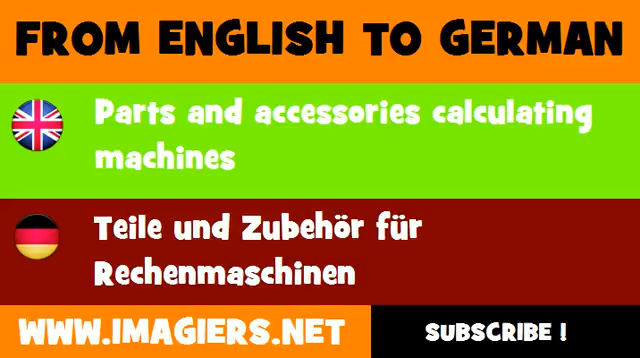 FROM ENGLISH TO GERMAN
Parts and accessories calculating
machines
Teile und Zubehör für
Rechenmaschinen
WWW.IMAGIERS.NET
SUBSCRIBE !